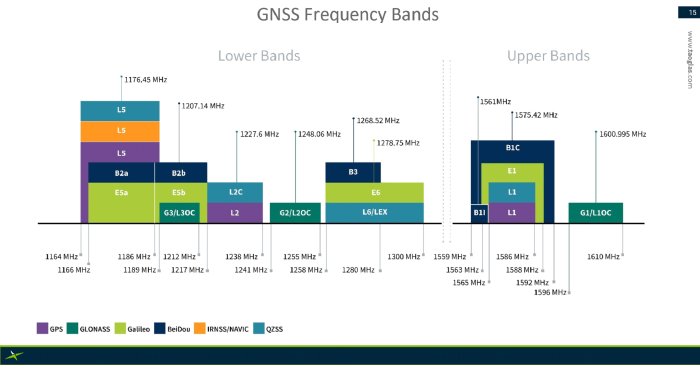 GNSS Frequency Bands
15
www.taoglas.com
Lower Bands
Upper Bands
1176.45 MHz
1207.14 MHz
1227.6 MHz
1248.06 MHz
1268.52 MHz
1278.75 MHz
1561MHz
1575.42 MHz
1600.995 MHz
L5
L5
L5
B2a
B2b
E5a
E5b
G3/L3OC
L2C
L2
G2/L2OC
B3
E6
L6/LEX
B1C
E1
L1
B1I
L1
G1/L1OC
1164 MHz
1166 MHz
1186 MHz
1189 MHz
1212 MHz
1217 MHz
1238 MHz
1241 MHz
1255 MHz
1258 MHz
1280 MHz
1300 MHz
1559 MHz
1563 MHz
1565 MHz
1586 MHz
1588 MHz
1592 MHz
1596 MHz
1610 MHz
GPS GLONASS Galileo BeiDou IRNSS/NAVIC QZSS